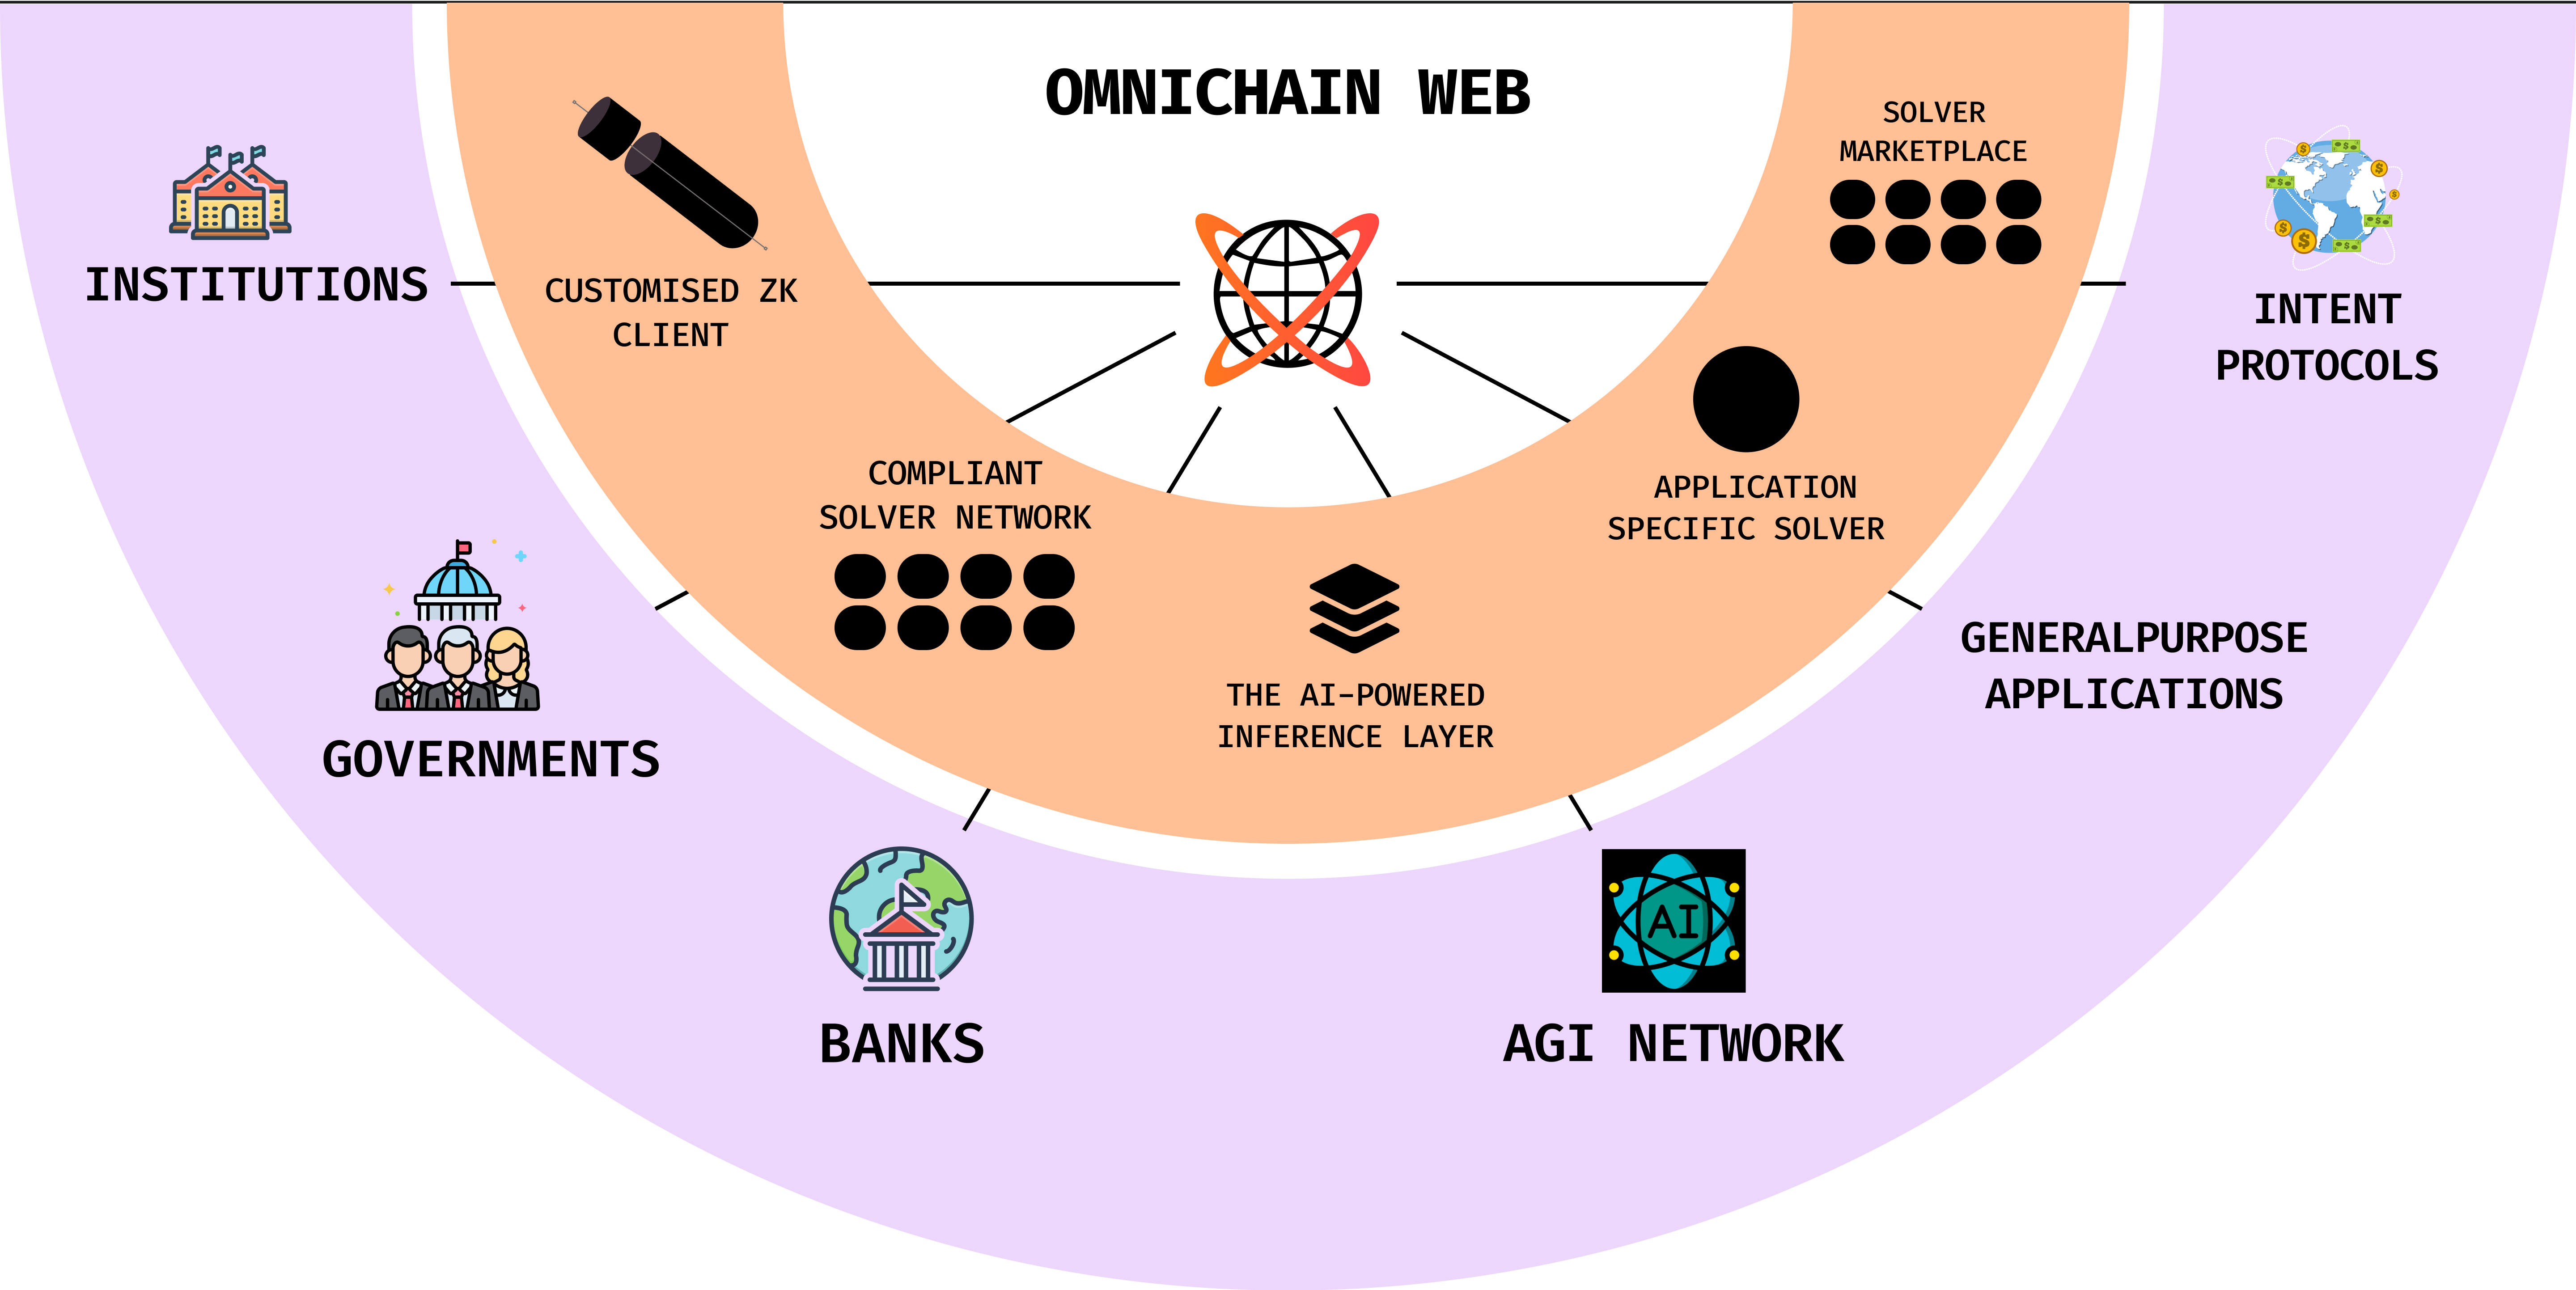 OMNICHAIN WEB
INSTITUTIONS
CUSTOMISED ZK
CLIENT
SOLVER
MARKETPLACE
INTENT
PROTOCOLS
COMPLIANT
SOLVER NETWORK
APPLICATION
SPECIFIC SOLVER
THE AI-POWERED
INFERENCE LAYER
GOVERNMENTS
GENERALPURPOSE
APPLICATIONS
BANKS
AI
AGI NETWORK